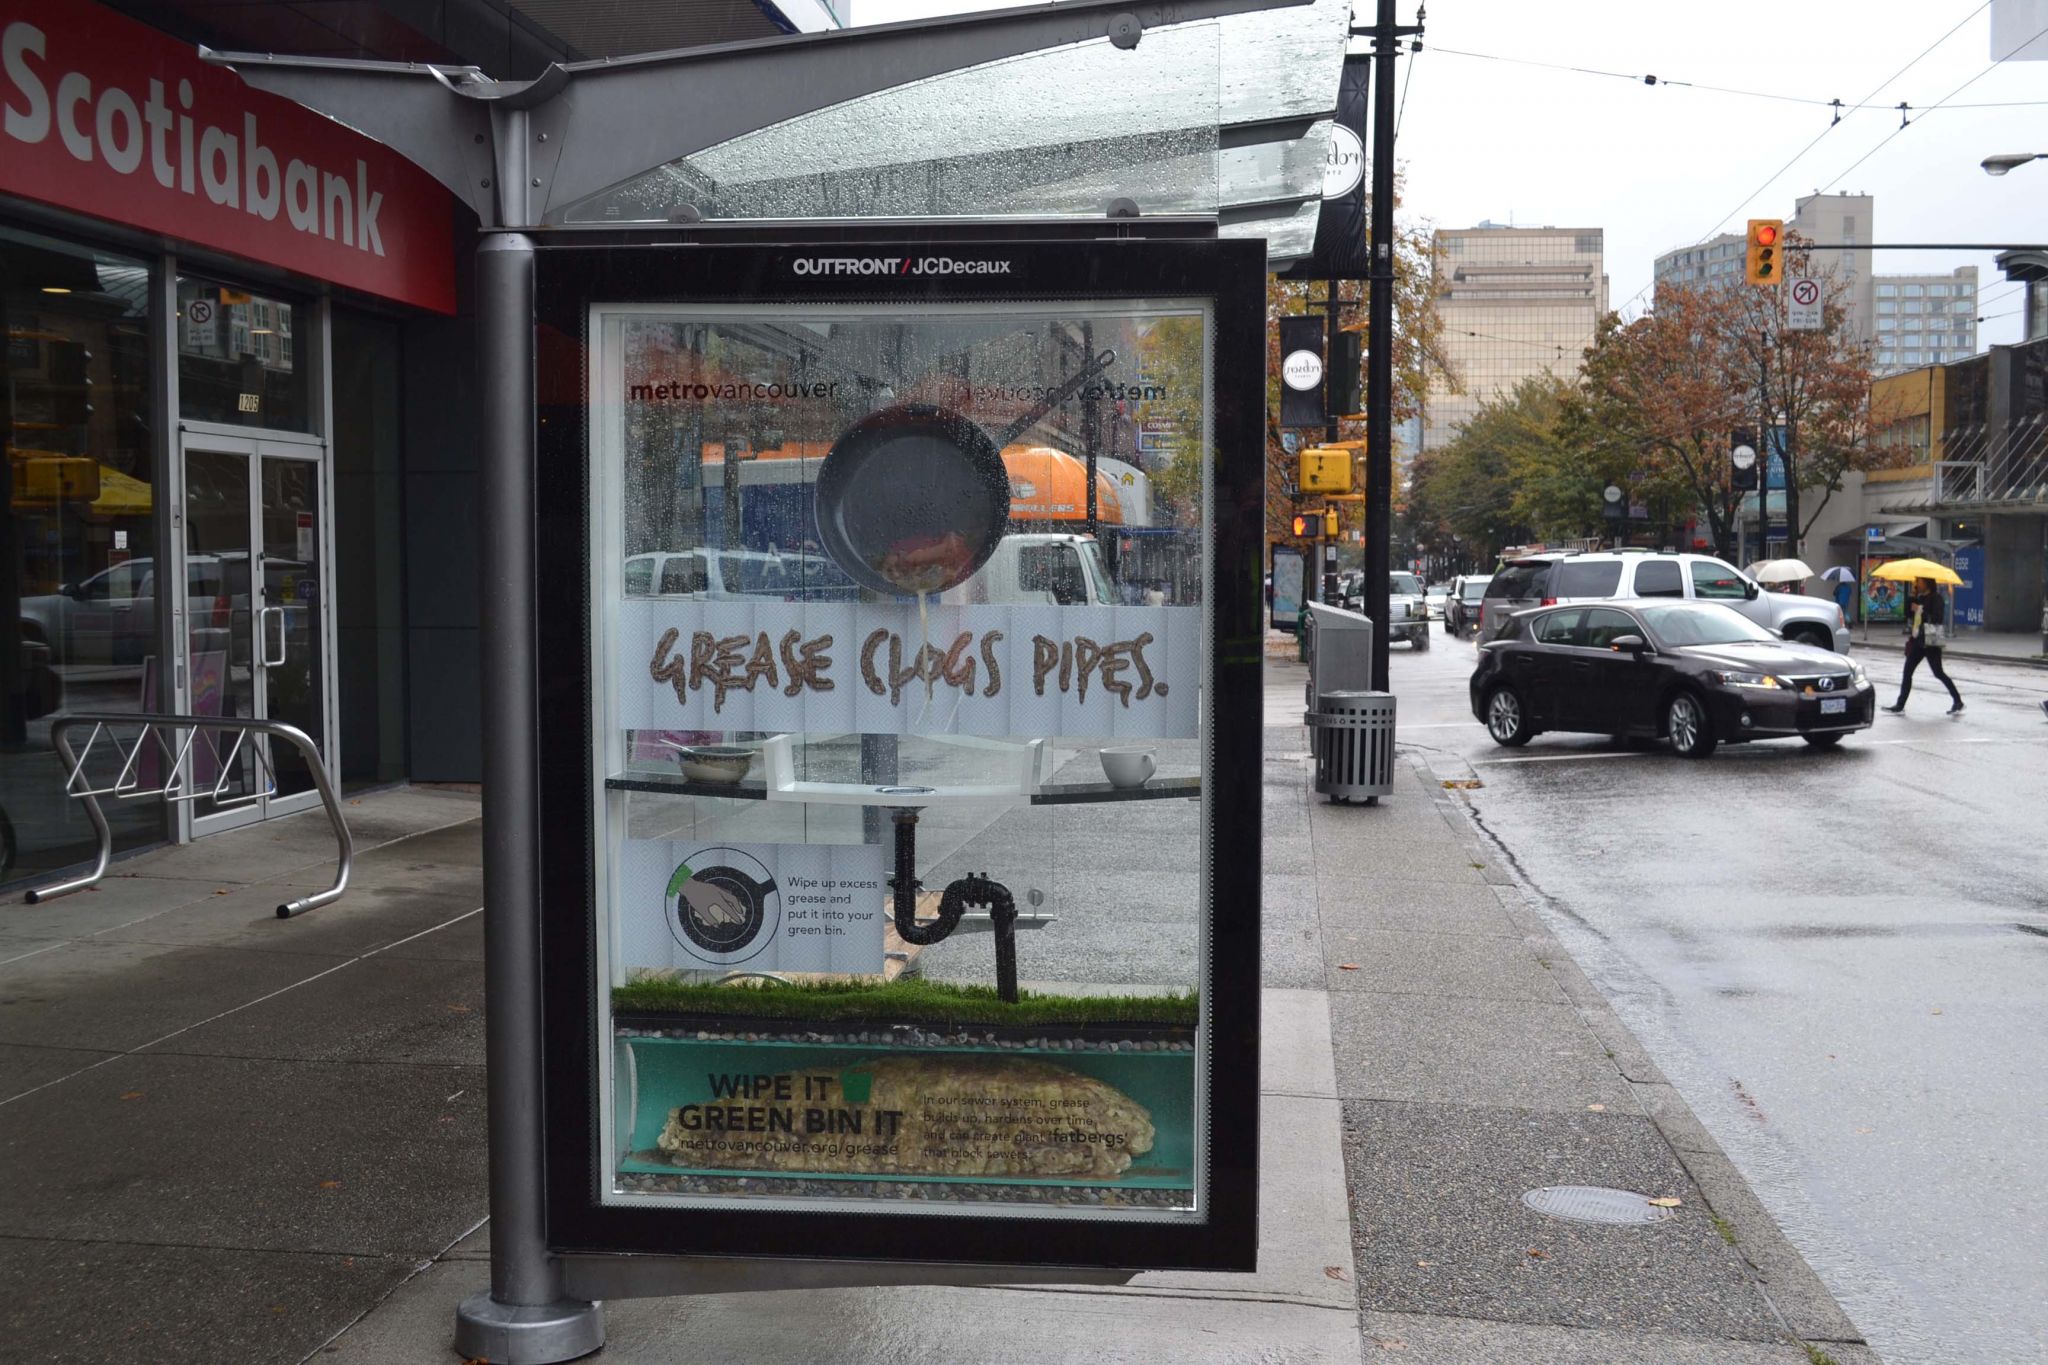 Scotiabank
1205
OUTFRONT/JCDecaux
metrovancouver
metrovancouver
GREASE CLOGS PIPES.
Wipe up excess
grease and
put it into your
green bin.
WIPE IT
GREEN BIN IT
metrovancouver.org/grease
In our sewer system, grease
builds up, hardens over time
and can create giant 'fatbergs'
that block sewers.
robson
robson